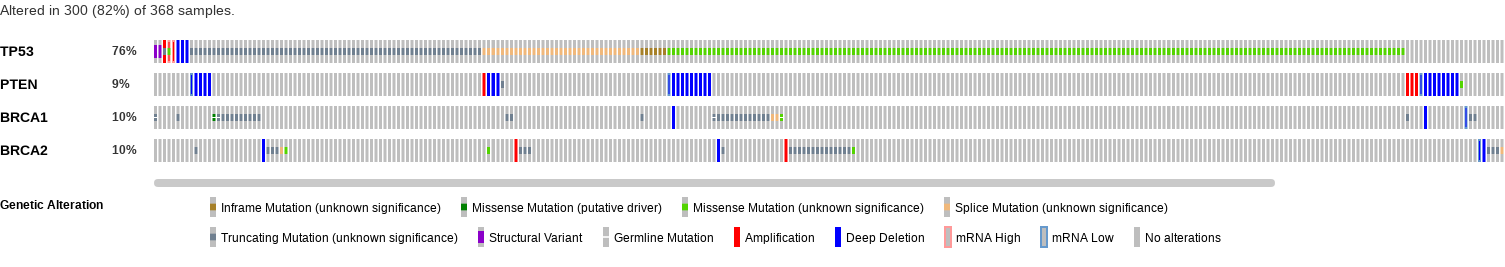 Altered in 300 (82%) of 368 samples.
TP53 76%
PTEN 9%
BRCA1 10%
BRCA2 10%
Genetic Alteration Inframe Mutation (unknown significance) Missense Mutation (putative driver) Missense Mutation (unknown significance) Splice Mutation (unknown significance)
Truncating Mutation (unknown significance) Structural Variant Germline Mutation Amplification Deep Deletion mRNA High mRNA Low No alterations